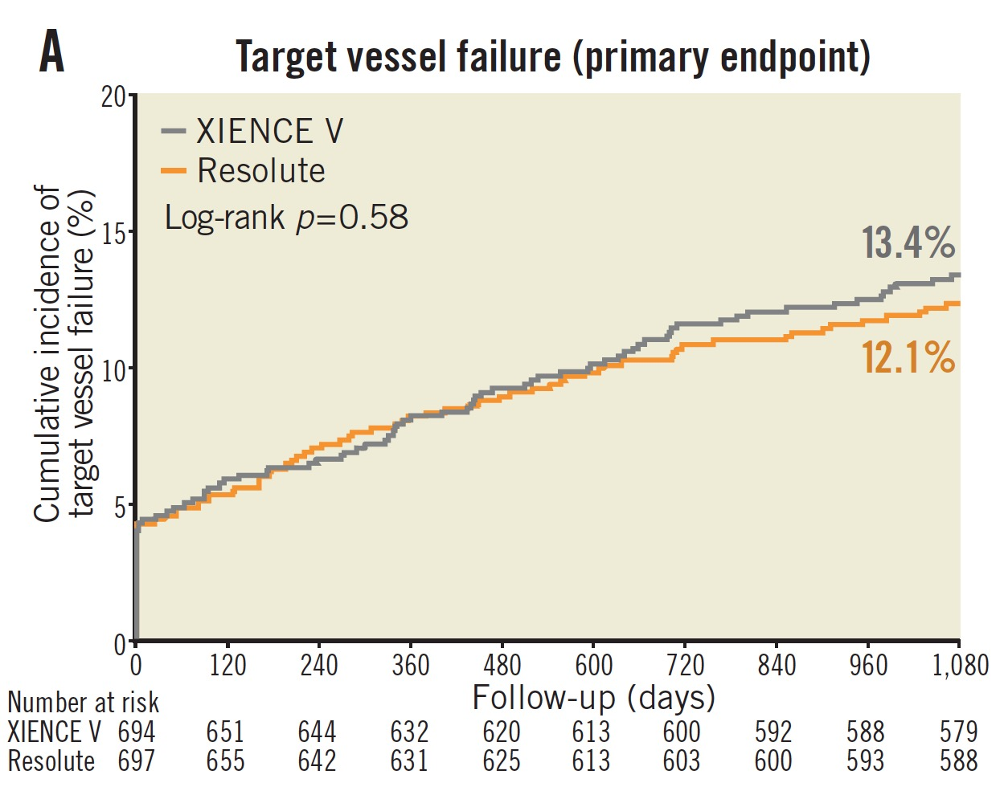 A
Target vessel failure (primary endpoint)
Cumulative incidence of
target vessel failure (%)
20
15
10
5
0
XIENCE V
Resolute
Log-rank p=0.58
13.4%
12.1%
0 120 240 360 480 600 720 840 960 1,080
Follow-up (days)
Number at risk
XIENCE V 694 651 644 632 620 613 600 592 588 579
Resolute 697 655 642 631 625 613 603 600 593 588